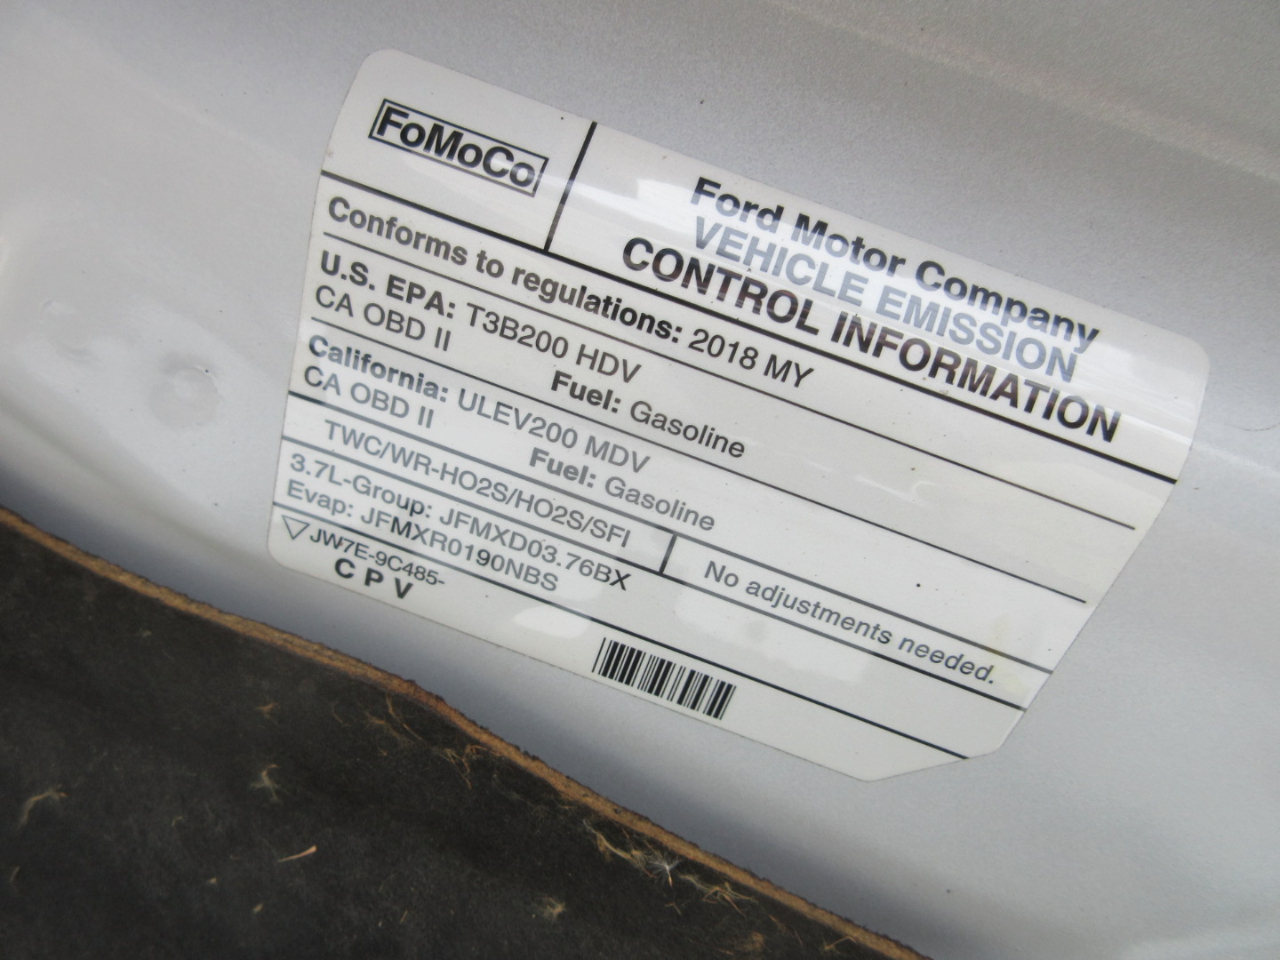 FoMoCo
Ford Motor Company
VEHICLE EMISSION
CONTROL INFORMATION
Conforms to regulations: 2018 MY
U.S. EPA: T3B200 HDV
CA OBD II Fuel: Gasoline
California: ULEV200 MDV
CA OBD II Fuel: Gasoline
TWC/WR-HO2S/HO2S/SFI
No adjustments needed.
3.7L-Group: JFMXD03.76BX
Evap: JFMXR0190NBS
JW7E-9C485-
C P V